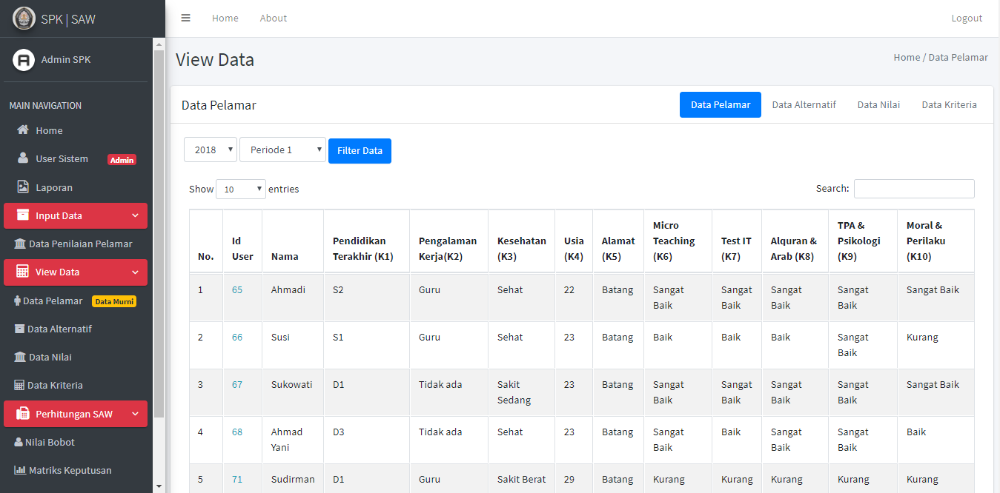 SPK | SAW
Home
About
Logout
Admin SPK
View Data
Home / Data Pelamar
MAIN NAVIGATION
Home
User Sistem
Admin
Laporan
Input Data
Data Penilaian Pelamar
View Data
Data Pelamar
Data Murni
Data Alternatif
Data Nilai
Data Kriteria
Perhitungan SAW
Nilai Bobot
Matriks Keputusan
Data Pelamar
Data Pelamar
Data Alternatif
Data Nilai
Data Kriteria
2018
Periode 1
Filter Data
Show 10 entries
Search:
No.
Id
User
Nama
Pendidikan
Terakhir (K1)
Pengalaman
Kerja(K2)
Kesehatan
(K3)
Usia
(K4)
Alamat
(K5)
Micro
Teaching
(K6)
Test IT
(K7)
Alquran &
Arab (K8)
TPA &
Psikologi
(K9)
Moral &
Perilaku
(K10)
1
65
Ahmadi
S2
Guru
Sehat
22
Batang
Sangat
Baik
Sangat
Baik
Sangat
Baik
Sangat
Baik
Sangat Baik
2
66
Susi
S1
Guru
Sehat
23
Batang
Baik
Baik
Baik
Sangat
Baik
Kurang
3
67
Sukowati
D1
Tidak ada
Sakit
Sedang
23
Batang
Sangat
Baik
Sangat
Baik
Sangat
Baik
Sangat
Baik
Sangat Baik
4
68
Ahmad
Yani
D3
Tidak ada
Sehat
23
Batang
Sangat
Baik
Baik
Sangat
Baik
Sangat
Baik
Baik
5
71
Sudirman
D1
Guru
Sakit Berat
29
Batang
Kurang
Kurang
Kurang
Kurang
Kurang